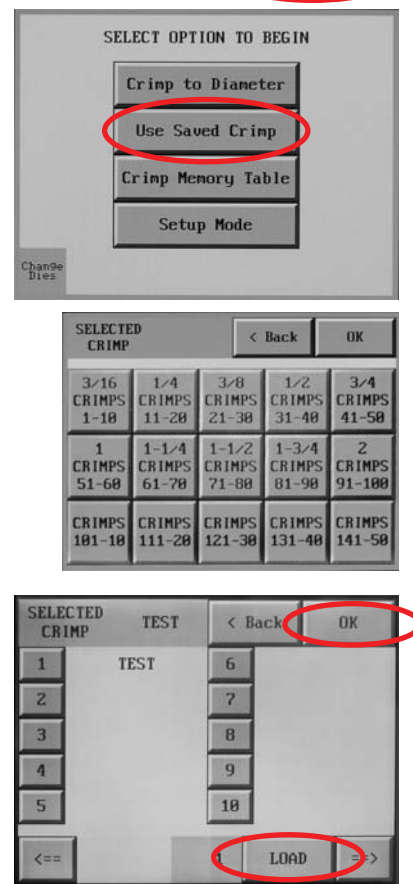 SELECT OPTION TO BEGIN
Crimp to Diameter
Use Saved Crimp
Crimp Memory Table
Setup Mode
Change
Dies
SELECTED
CRIMP
< Back
OK
3/16
CRIMPS
1-10
1/4
CRIMPS
11-20
3/8
CRIMPS
21-30
1/2
CRIMPS
31-40
3/4
CRIMPS
41-50
1
CRIMPS
51-60
1-1/4
CRIMPS
61-70
1-1/2
CRIMPS
71-80
1-3/4
CRIMPS
81-90
2
CRIMPS
91-100
CRIMPS
101-10
CRIMPS
111-20
CRIMPS
121-30
CRIMPS
131-40
CRIMPS
141-50
SELECTED
CRIMP
TEST
< Back
OK
1
TEST
6
2
7
3
8
4
9
5
10
<==
1
LOAD
==>